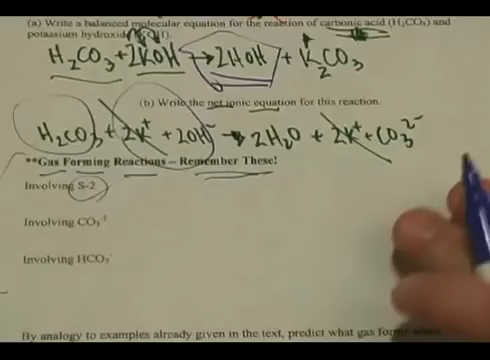 (a) Write a balanced molecular equation for the reaction of carbonic acid (H₂CO₃) and
potassium hydroxide (KOH).
H₂CO₃ + 2KOH → 2HOH + K₂CO₃
(b) Write the net ionic equation for this reaction.
H₂CO₃ + 2K⁺ + 2OH⁻ → 2H₂O + 2K⁺ + CO₃²⁻
**Gas Forming Reactions – Remember These!
Involving S-2
Involving CO₃⁻²
Involving HCO₃⁻
By analogy to examples already given in the text, predict what gas forms when